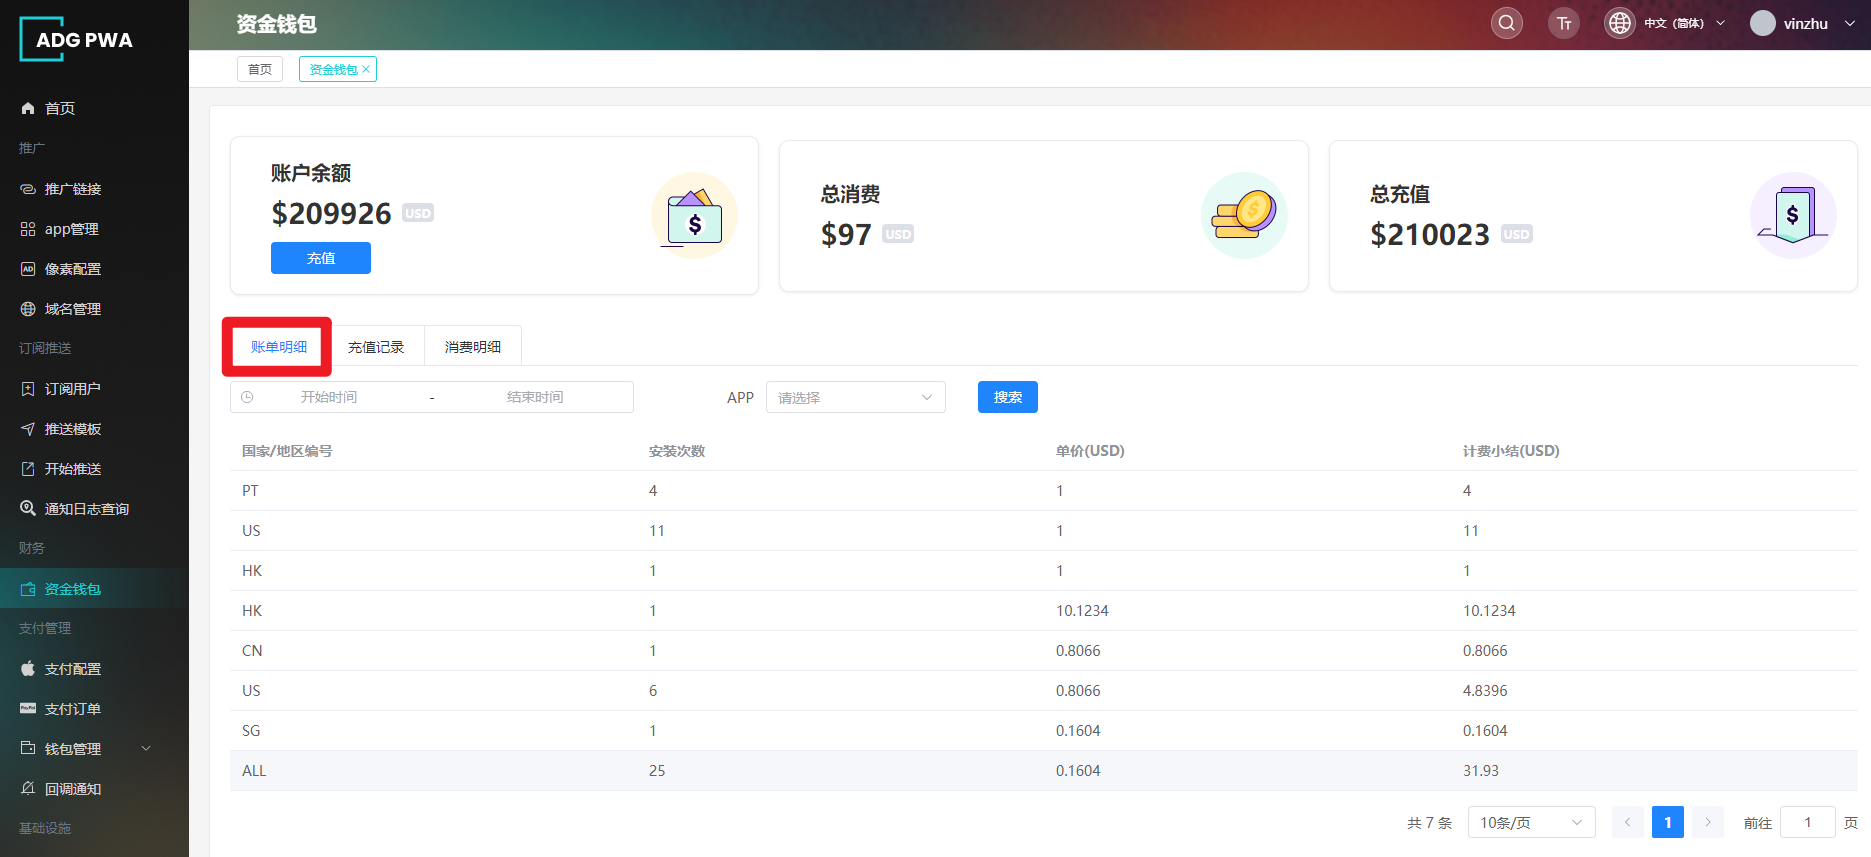 ADG PWA
资金钱包
Tт
中文（简体）
vinzhu
首页
资金钱包
首页
推广
推广链接
app管理
AD
像素配置
域名管理
订阅推送
订阅用户
推送模板
开始推送
通知日志查询
财务
资金钱包
支付管理
支付配置
支付订单
钱包管理
回调通知
基础设施
账户余额
$209926 USD
充值
$
总消费
$97 USD
$
总充值
$210023 USD
$
账单明细 充值记录 消费明细
开始时间 - 结束时间 APP 请选择 搜索
国家/地区编号 安装次数 单价(USD) 计费小结(USD)
PT 4 1 4
US 11 1 11
HK 1 1 1
HK 1 10.1234 10.1234
CN 1 0.8066 0.8066
US 6 0.8066 4.8396
SG 1 0.1604 0.1604
ALL 25 0.1604 31.93
共 7 条 10条/页 1 前往 1 页